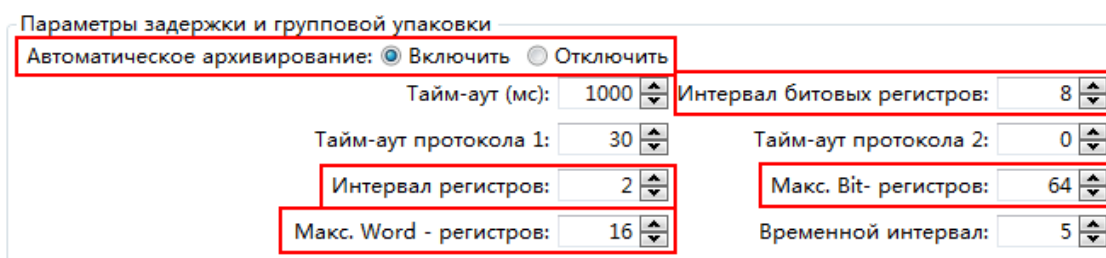 Параметры задержки и групповой упаковки
Автоматическое архивирование: Включить Отключить
Тайм-аут (мс): 1000 Интервал битовых регистров: 8
Тайм-аут протокола 1: 30 Тайм-аут протокола 2: 0
Интервал регистров: 2 Макс. Bit- регистров: 64
Макс. Word - регистров: 16 Временной интервал: 5